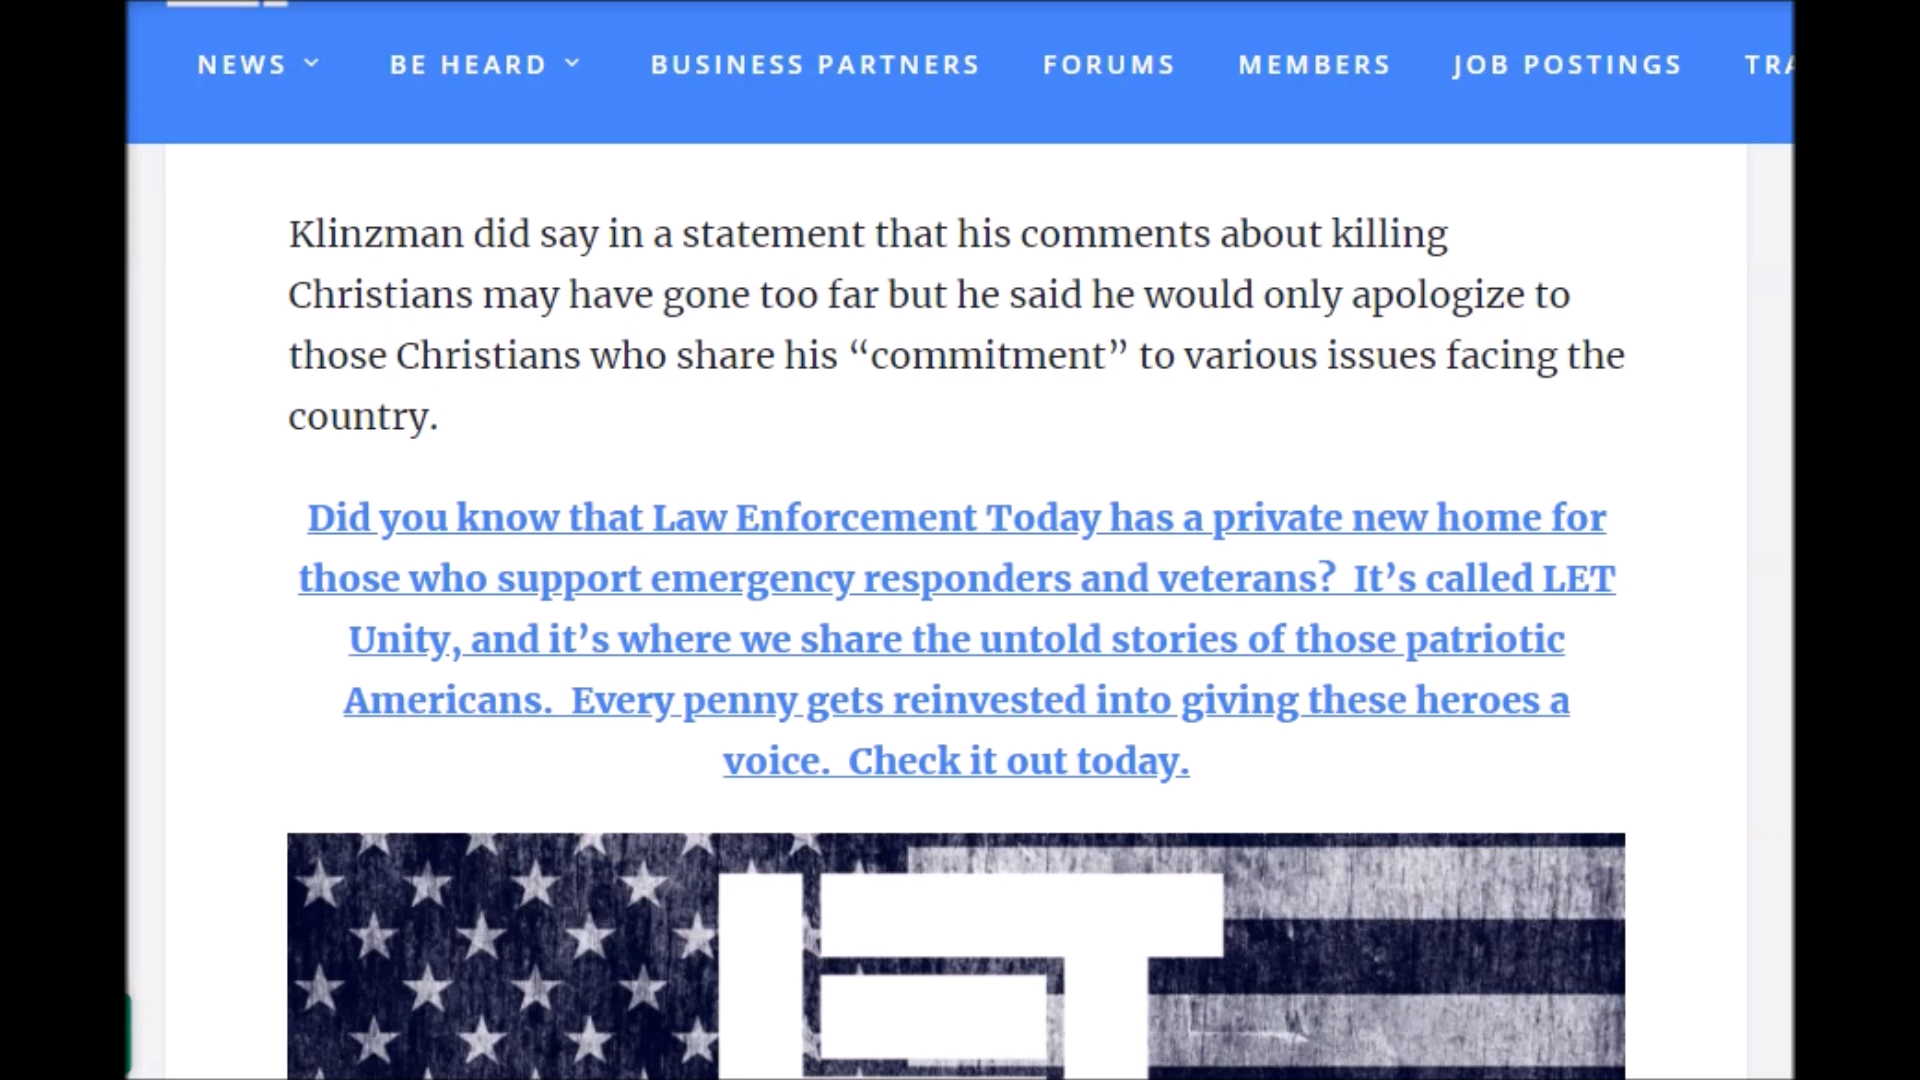 NEWS BE HEARD BUSINESS PARTNERS FORUMS MEMBERS JOB POSTINGS TRA
Klinzman did say in a statement that his comments about killing
Christians may have gone too far but he said he would only apologize to
those Christians who share his “commitment” to various issues facing the
country.
Did you know that Law Enforcement Today has a private new home for
those who support emergency responders and veterans?  It’s called LET
Unity, and it’s where we share the untold stories of those patriotic
Americans.  Every penny gets reinvested into giving these heroes a
voice.  Check it out today.
LET